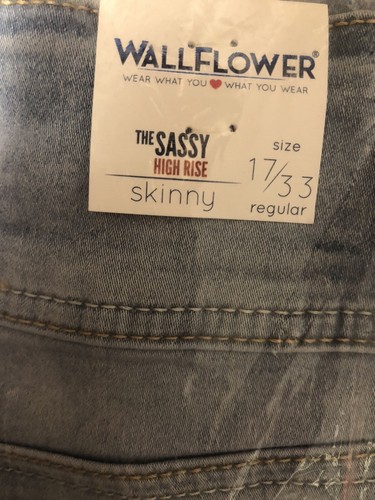 WALLFLOWER®
WEAR WHAT YOU ❤ WHAT YOU WEAR
THE SASSY
HIGH RISE
skinny
size
17/33
regular